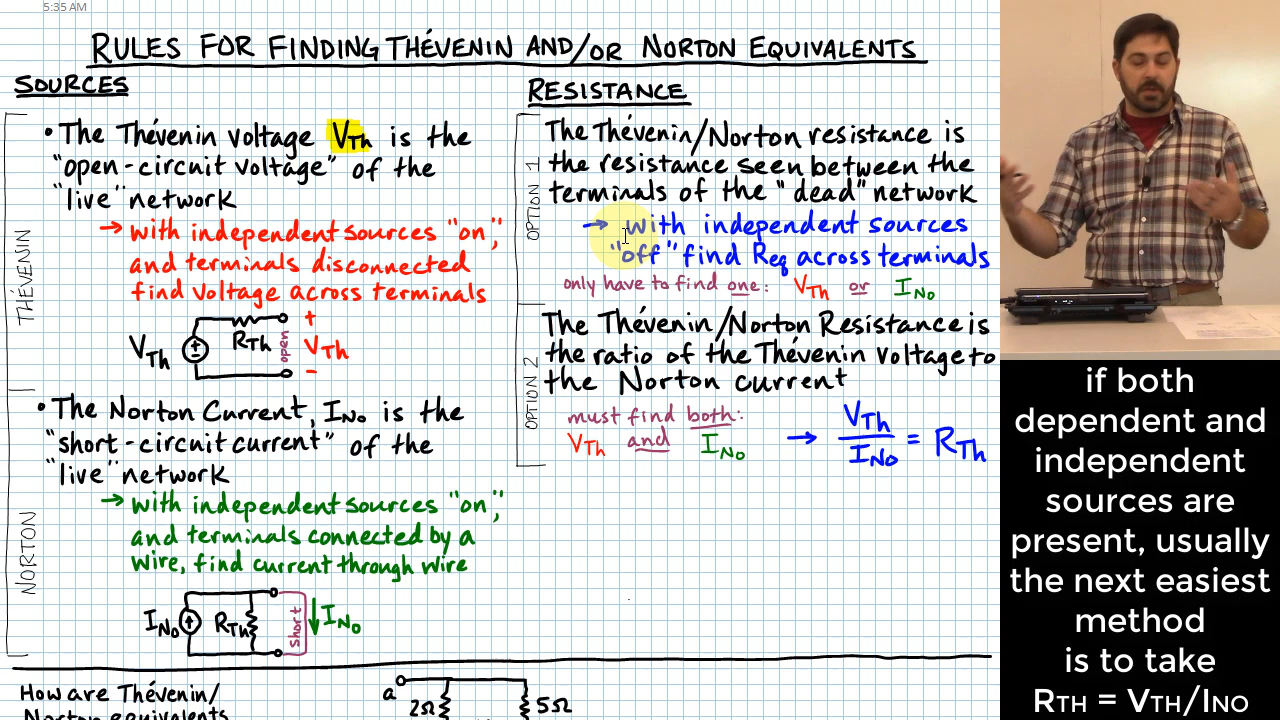 5:35 AM
RULES FOR FINDING THÉVENIN AND/OR NORTON EQUIVALENTS
SOURCES
THÉVENIN
• The Thévenin voltage VTh is the
"open-circuit voltage" of the
"live" network
→ with independent sources "on",
and terminals disconnected
find voltage across terminals
VTh
RTh
open
+
VTh
-
NORTON
• The Norton Current, INo is the
"short-circuit current" of the
"live" network
→ with independent sources "on",
and terminals connected by a
wire, find current through wire
INo
RTh
short
↓ INo
RESISTANCE
OPTION 1
The Thévenin/Norton resistance is
the resistance seen between the
terminals of the "dead" network
→ with independent sources
"off" find Req across terminals
only have to find one: VTh or INo
OPTION 2
The Thévenin/Norton Resistance is
the ratio of the Thévenin Voltage to
the Norton current
must find both:
VTh and INo
→ VTh/INo = RTh
How are Thévenin/
Norton equivalents
a
2Ω
5Ω
if both
dependent and
independent
sources are
present, usually
the next easiest
method
is to take
RTH = VTH/INO